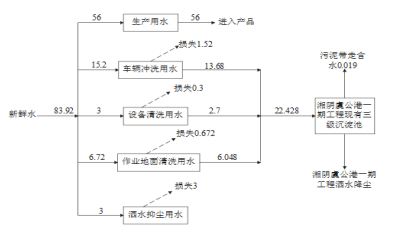 56
生产用水
56
进入产品
损失1.52
15.2
车辆冲洗用水
13.68
污泥带走含
水0.019
损失0.3
新鲜水
83.92
3
设备清洗用水
2.7
22.428
湘阴虞公港一
期工程现有三
级沉淀池
损失0.672
6.72
作业地面清洗用水
6.048
湘阴虞公港一期
工程洒水降尘
损失3
3
洒水抑尘用水